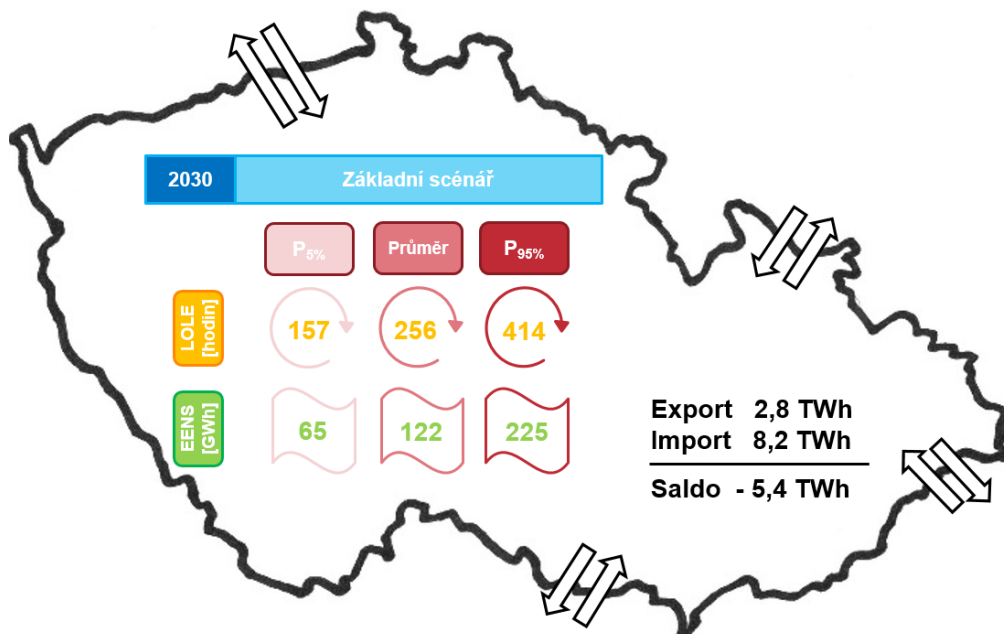 2030
Základní scénář
P5%
Průměr
P95%
LOLE
[hodin]
157
256
414
EENS
[GWh]
65
122
225
Export 2,8 TWh
Import 8,2 TWh
Saldo - 5,4 TWh